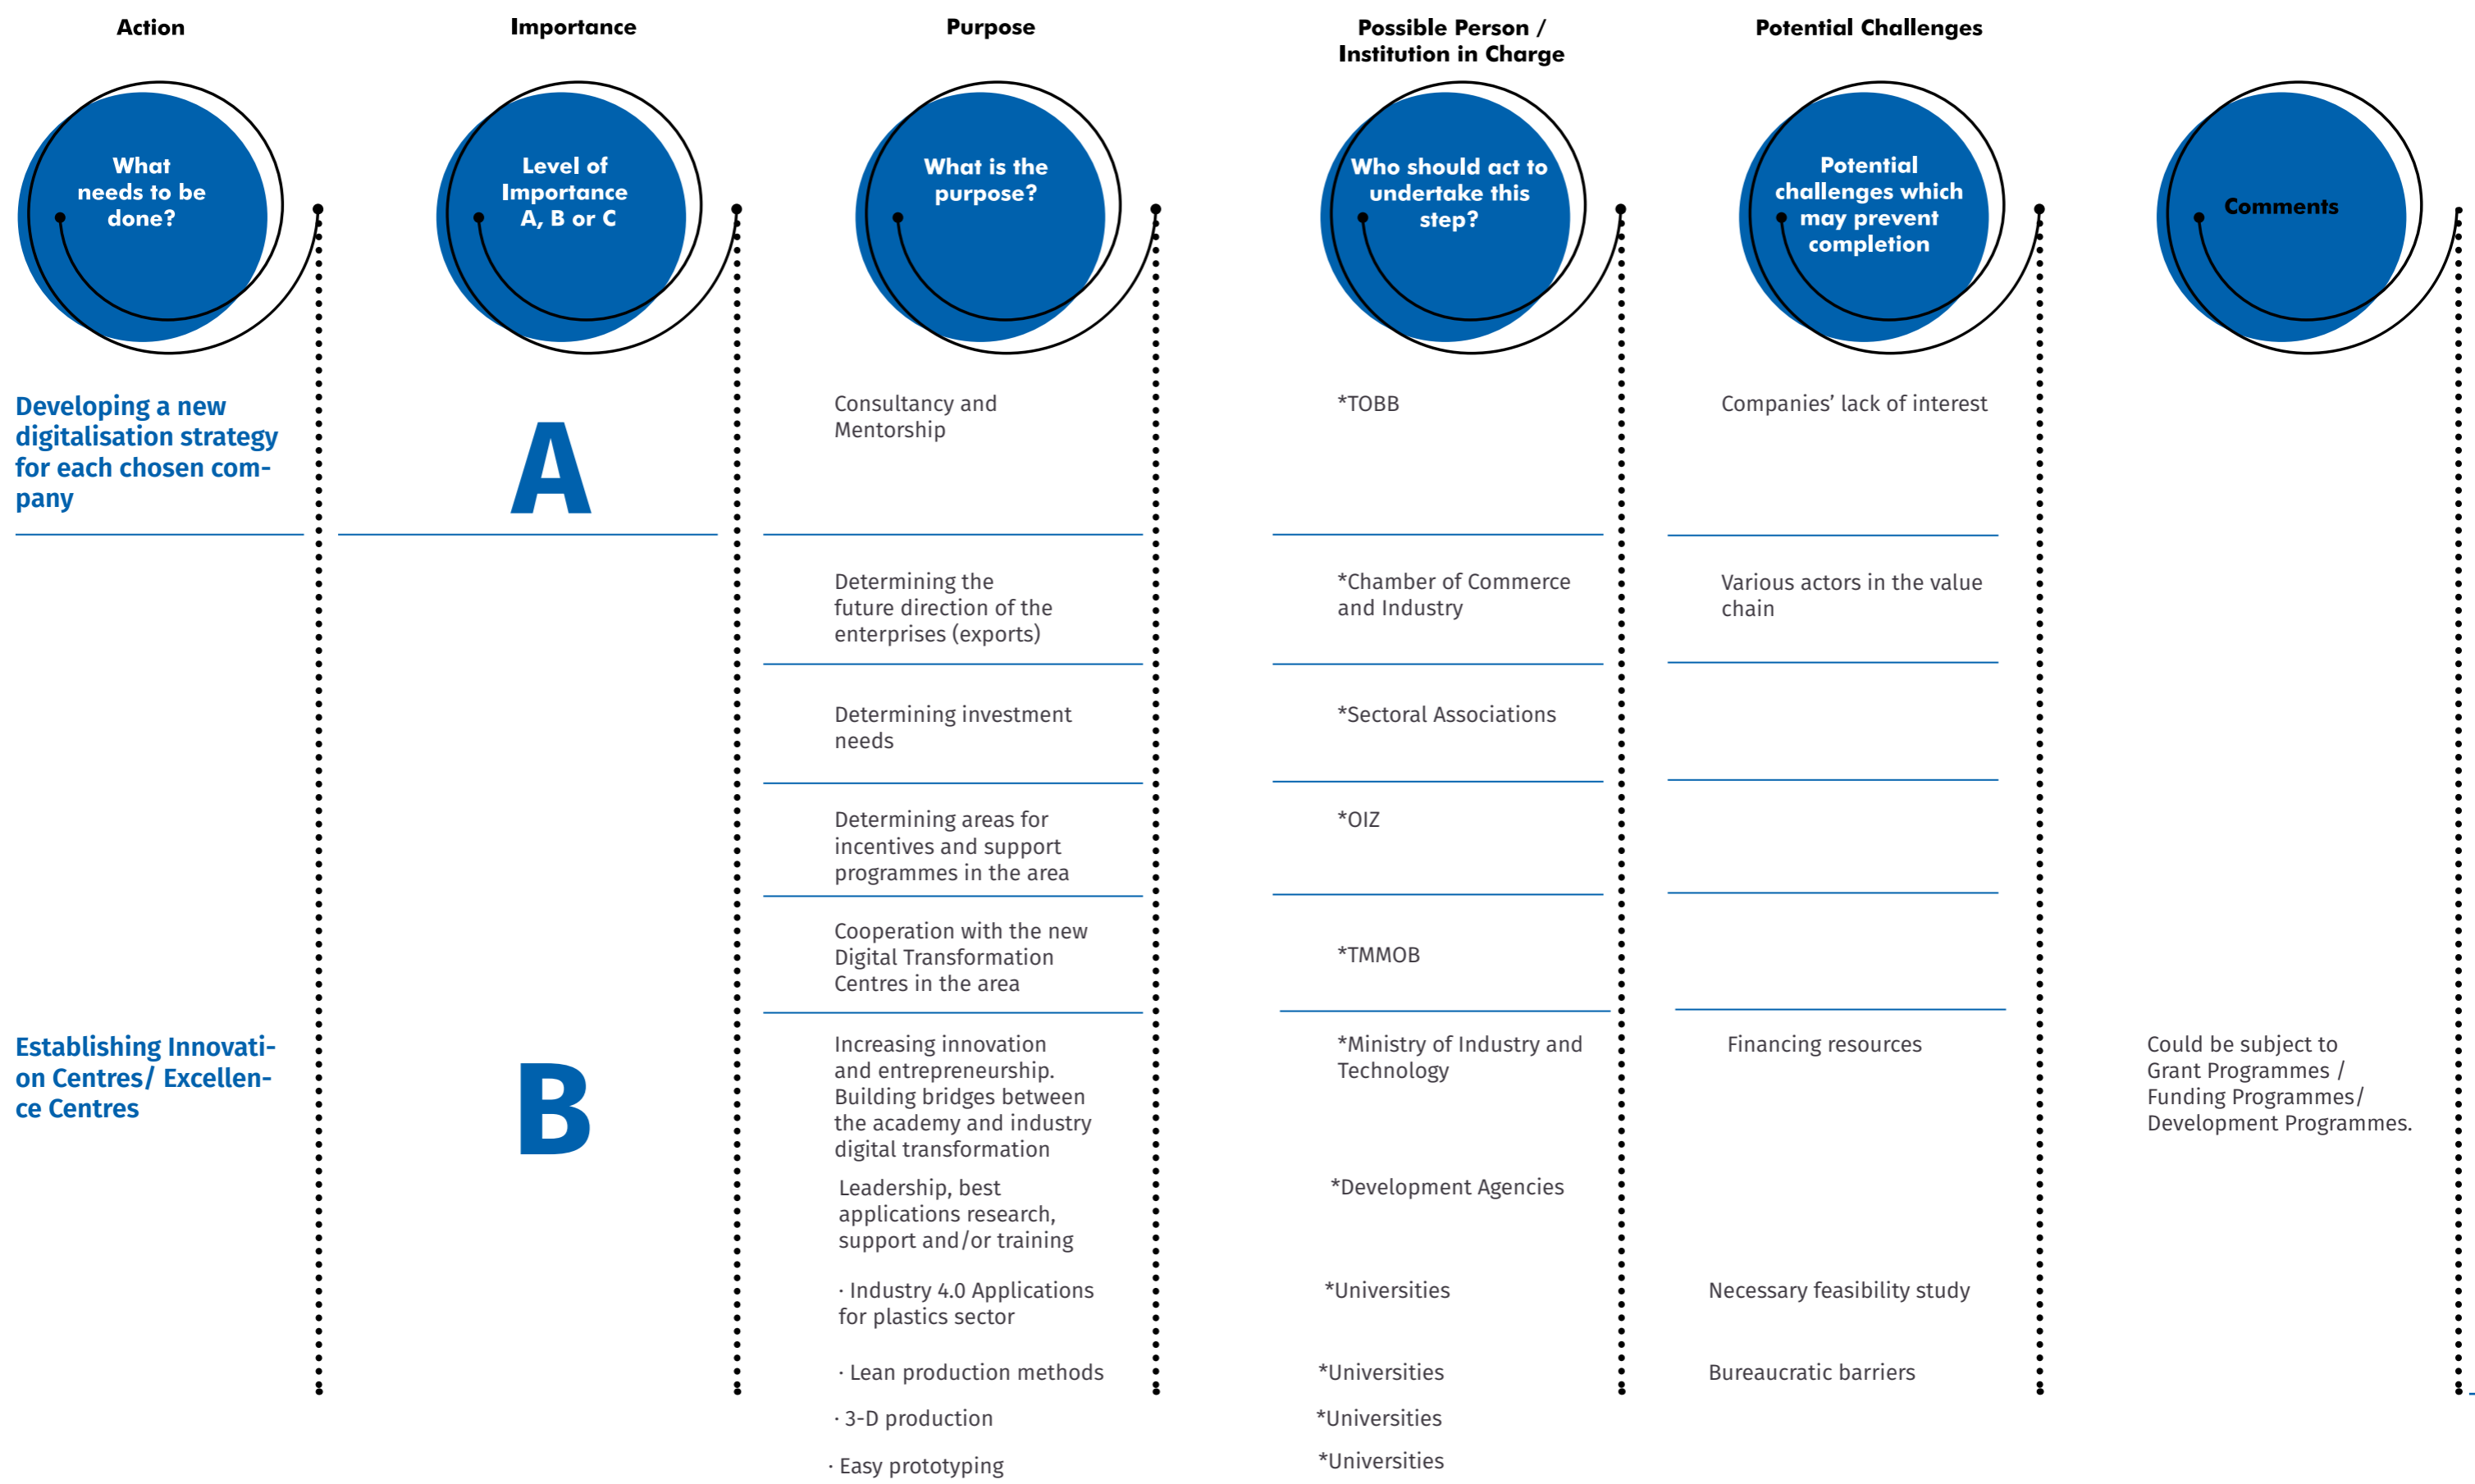 Action
Importance
Purpose
Possible Person /
Institution in Charge
Potential Challenges
What
needs to be
done?
Level of
Importance
A, B or C
What is the
purpose?
Who should act to
undertake this
step?
Potential
challenges which
may prevent
completion
Comments
Developing a new
digitalisation strategy
for each chosen com-
pany
A
Consultancy and
Mentorship
*TOBB
Companies' lack of interest
Determining the
future direction of the
enterprises (exports)
*Chamber of Commerce
and Industry
Various actors in the value
chain
Determining investment
needs
*Sectoral Associations
Determining areas for
incentives and support
programmes in the area
*OIZ
Cooperation with the new
Digital Transformation
Centres in the area
*TMMOB
Establishing Innovati-
on Centres/ Excellen-
ce Centres
B
Increasing innovation
and entrepreneurship.
Building bridges between
the academy and industry
digital transformation
*Ministry of Industry and
Technology
Financing resources
Could be subject to
Grant Programmes /
Funding Programmes/
Development Programmes.
Leadership, best
applications research,
support and/or training
*Development Agencies
· Industry 4.0 Applications
for plastics sector
*Universities
Necessary feasibility study
· Lean production methods
*Universities
Bureaucratic barriers
· 3-D production
*Universities
· Easy prototyping
*Universities